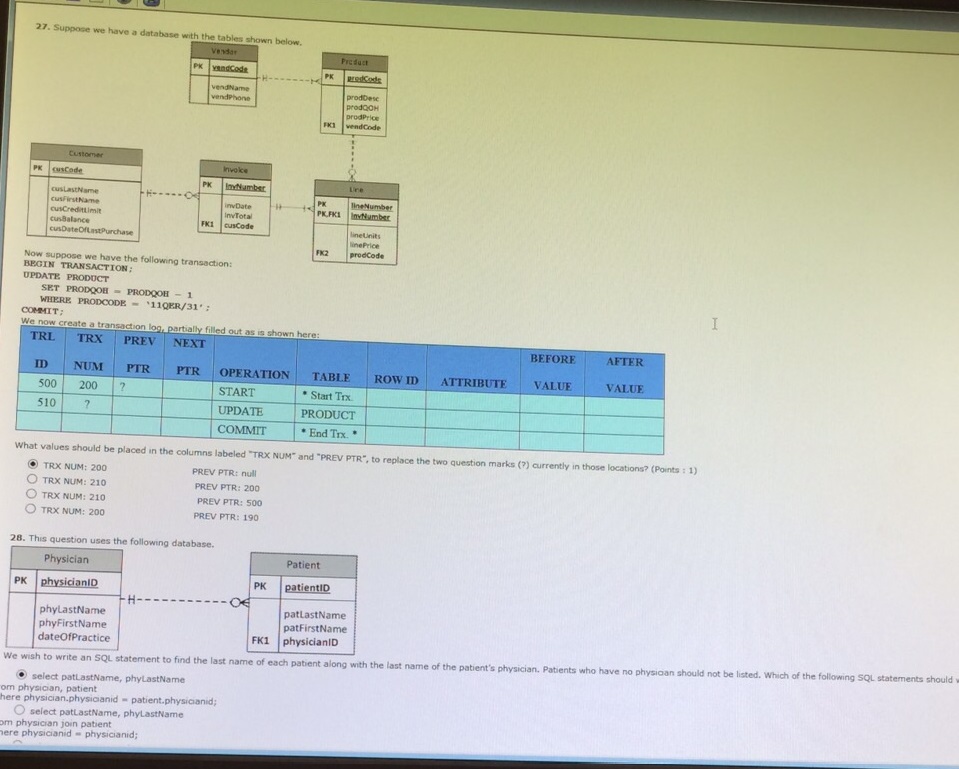 27. Suppose we have a database with the tables shown below.
Vendor
PK vendCode
vendName
vendPhone
Product
PK prodCode
prodDesc
prodQOH
prodPrice
FK1 vendCode
Customer
PK cusCode
cusLastName
cusFirstName
cusCreditLimit
cusBalance
cusDateOfLastPurchase
Invoice
PK InvNumber
invDate
invTotal
FK1 cusCode
Line
PK lineNumber
PK,FK1 InvNumber
lineUnits
linePrice
FK2 prodCode
Now suppose we have the following transaction:
BEGIN TRANSACTION;
UPDATE PRODUCT
SET PRODQOH = PRODQOH - 1
WHERE PRODCODE = '11QER/31';
COMMIT;
We now create a transaction log, partially filled out as is shown here:
TRL ID TRX NUM PREV PTR NEXT PTR OPERATION TABLE ROW ID ATTRIBUTE BEFORE VALUE AFTER VALUE
500 200 ? START * Start Trx.
510 ? UPDATE PRODUCT
COMMIT * End Trx. *
What values should be placed in the columns labeled "TRX NUM" and "PREV PTR", to replace the two question marks (?) currently in those locations? (Points : 1)
TRX NUM: 200 PREV PTR: null
TRX NUM: 210 PREV PTR: 200
TRX NUM: 210 PREV PTR: 500
TRX NUM: 200 PREV PTR: 190
28. This question uses the following database.
Physician
PK physicianID
phyLastName
phyFirstName
dateOfPractice
Patient
PK patientID
patLastName
patFirstName
FK1 physicianID
We wish to write an SQL statement to find the last name of each patient along with the last name of the patient's physician. Patients who have no physician should not be listed. Which of the following SQL statements should
select patLastName, phyLastName
om physician, patient
here physician.physicianid = patient.physicianid;
select patLastName, phyLastName
om physician join patient
here physicianid = physicianid;